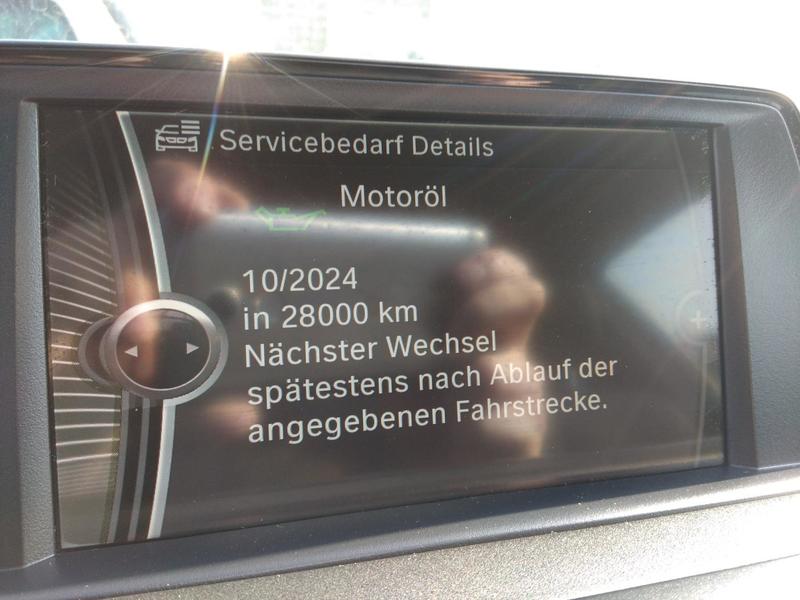 Servicebedarf Details
Motoröl
10/2024
in 28000 km
Nächster Wechsel
spätestens nach Ablauf der
angegebenen Fahrstrecke.